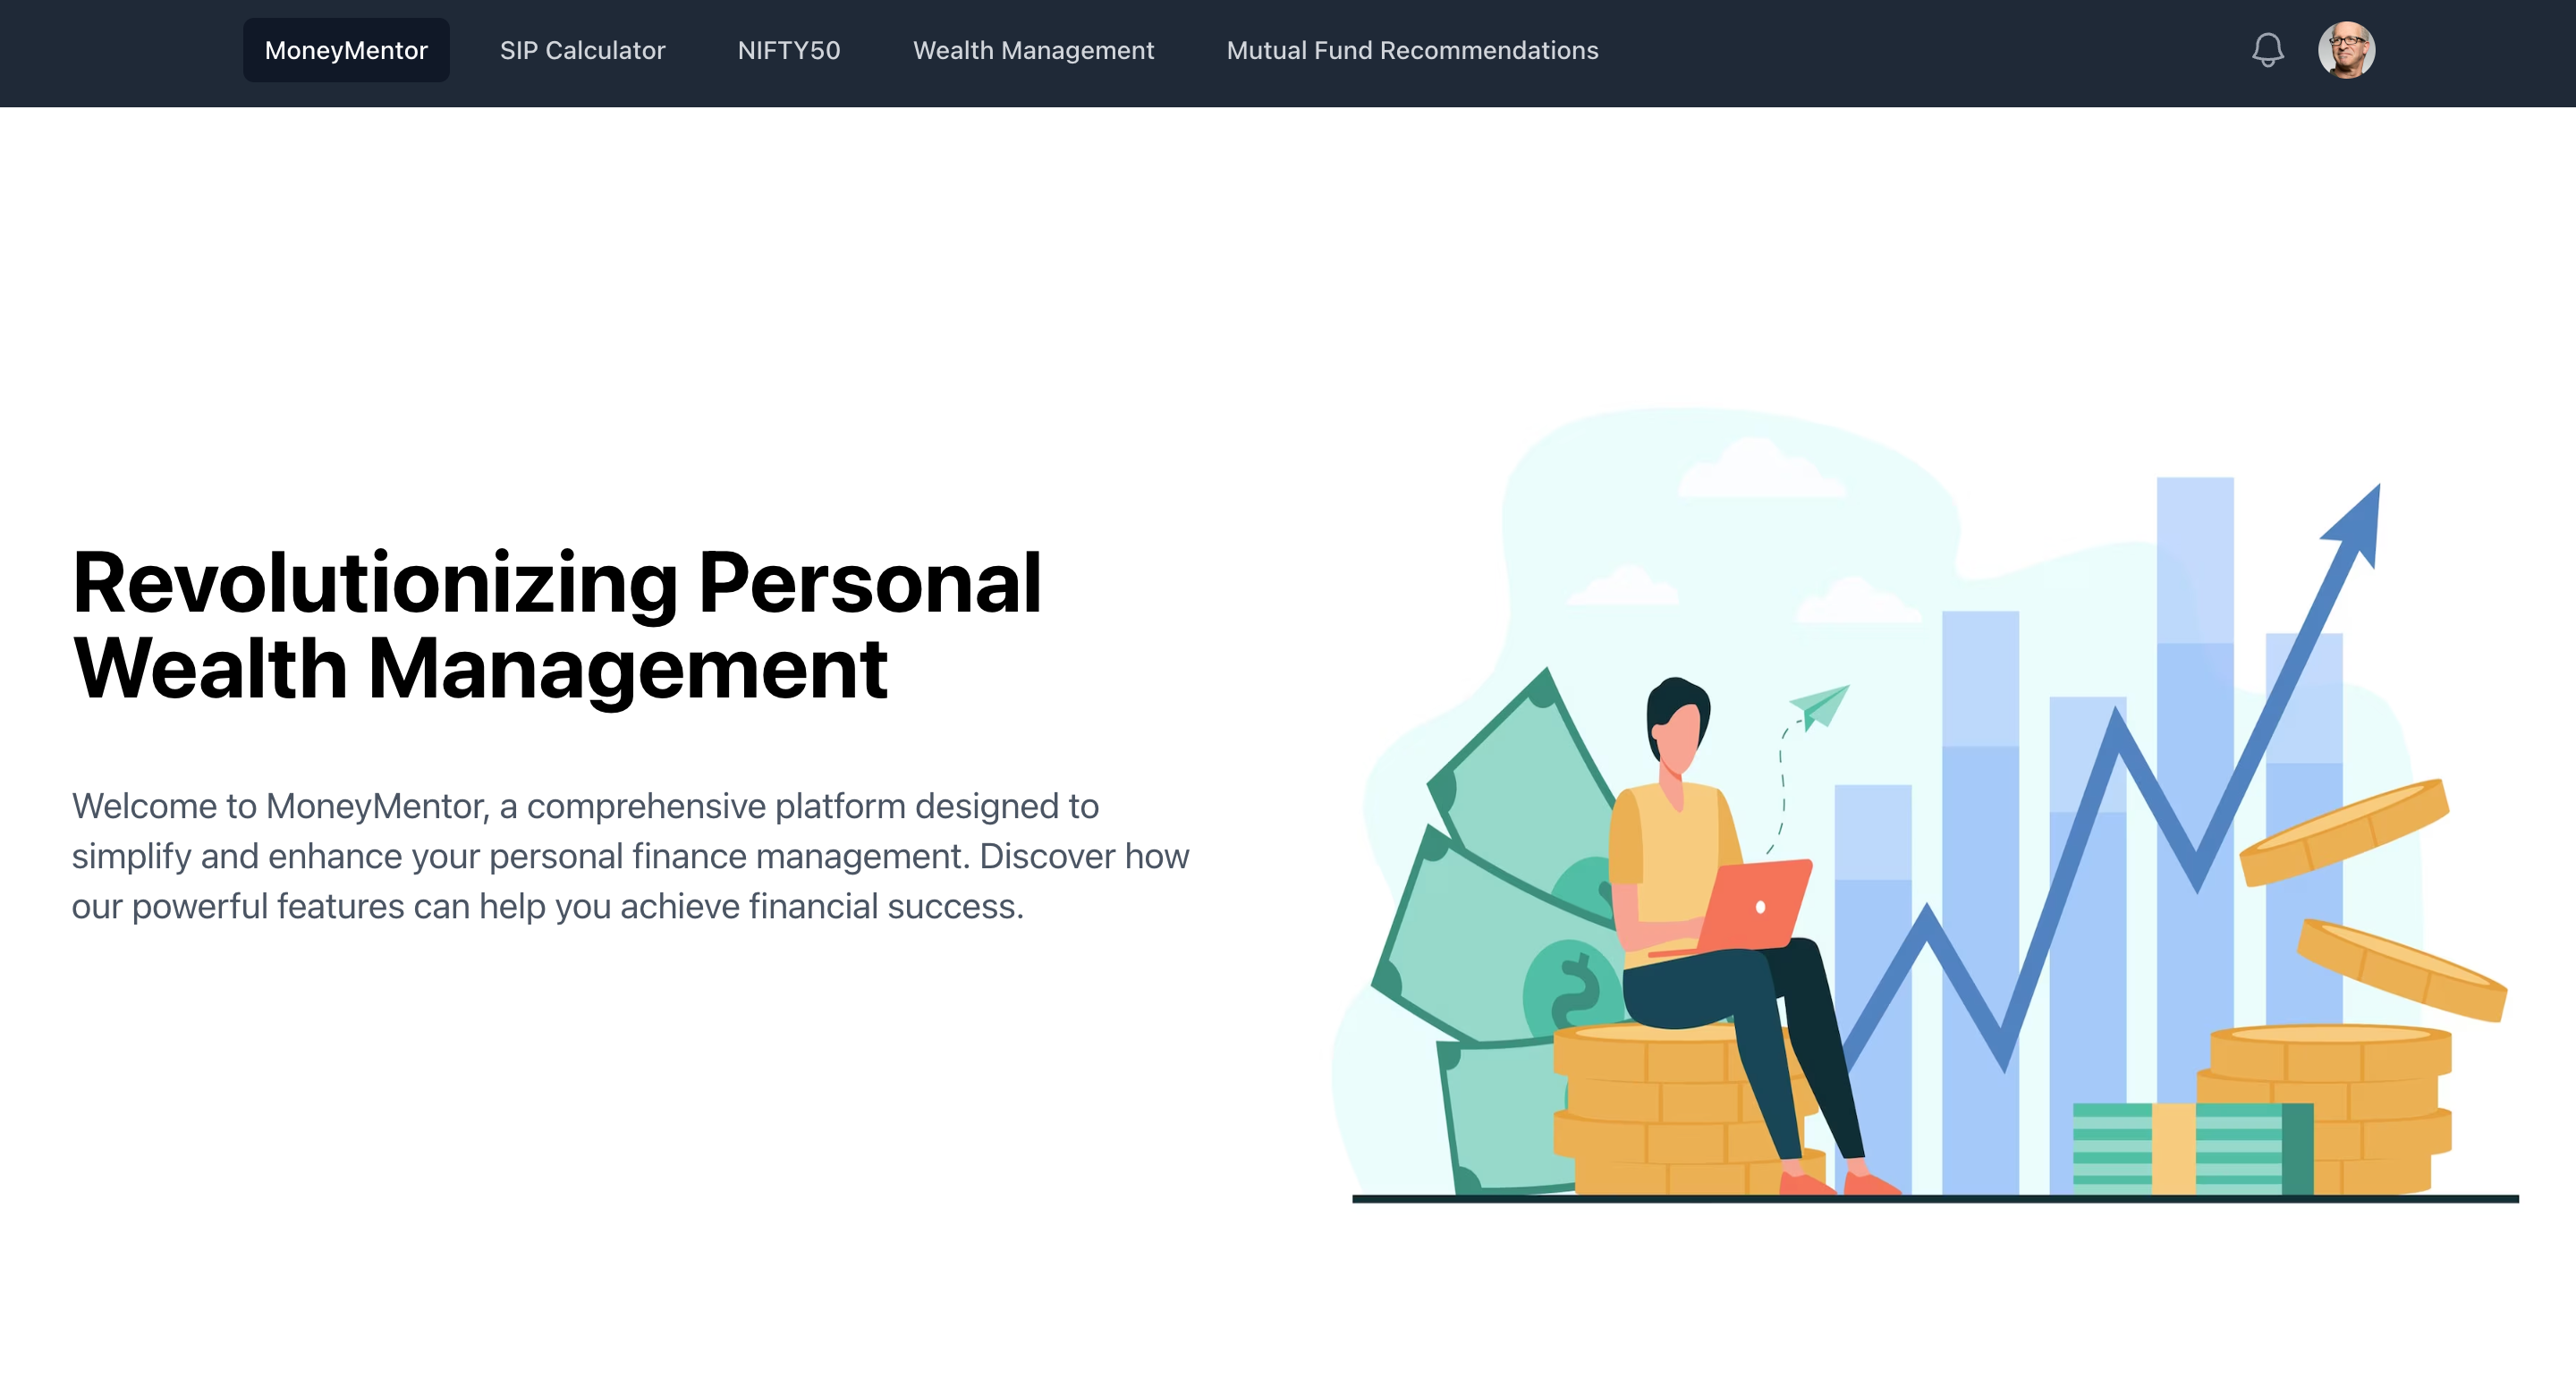 MoneyMentor
SIP Calculator
NIFTY50
Wealth Management
Mutual Fund Recommendations
Revolutionizing Personal
Wealth Management
Welcome to MoneyMentor, a comprehensive platform designed to
simplify and enhance your personal finance management. Discover how
our powerful features can help you achieve financial success.
$